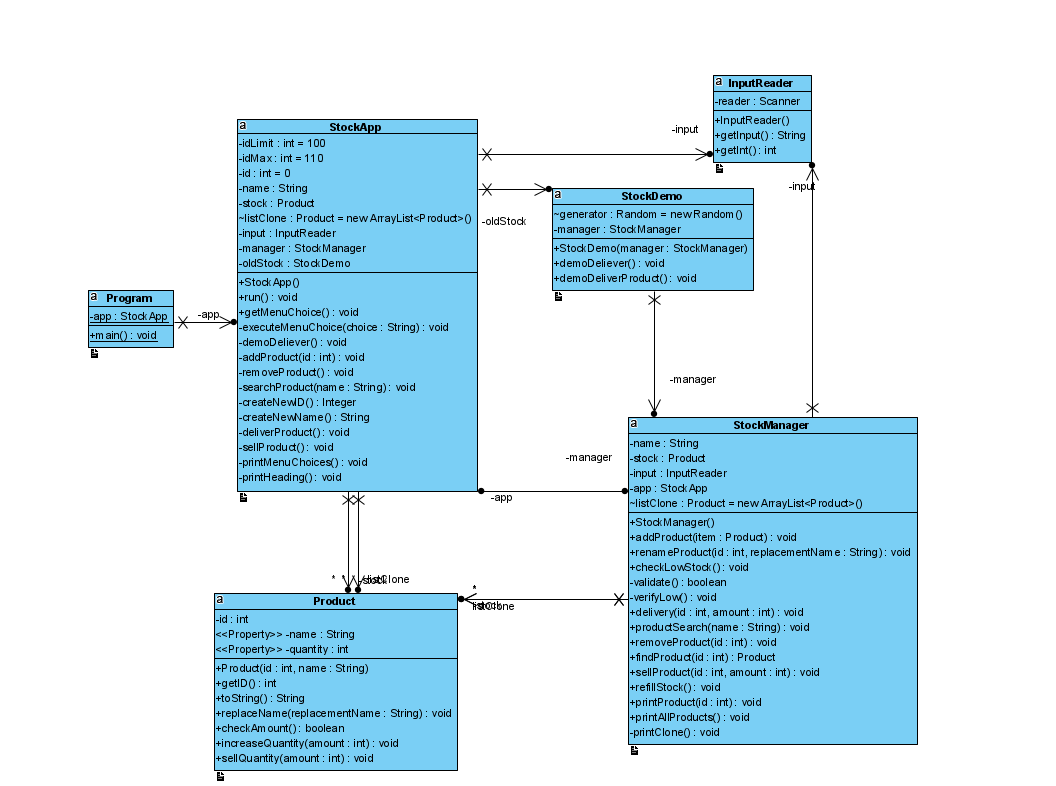 a InputReader
-reader : Scanner
+InputReader()
+getInput() : String
+getInt() : int
-input
a StockApp
-idLimit : int = 100
-idMax : int = 110
-id : int = 0
-name : String
-stock : Product
~listClone : Product = new ArrayList<Product>()
-input : InputReader
-manager : StockManager
-oldStock : StockDemo
+StockApp()
+run() : void
+getMenuChoice() : void
-executeMenuChoice(choice : String) : void
-demoDeliever() : void
-addProduct(id : int) : void
-removeProduct() : void
-searchProduct(name : String) : void
-createNewID() : Integer
-createNewName() : String
-deliverProduct() : void
-sellProduct() : void
-printMenuChoices() : void
-printHeading() : void
-input
-oldStock
a StockDemo
~generator : Random = new Random()
-manager : StockManager
+StockDemo(manager : StockManager)
+demoDeliever() : void
+demoDeliverProduct() : void
a Program
-app : StockApp
+main() : void
-app
-manager
-manager
-app
a StockManager
-name : String
-stock : Product
-input : InputReader
-app : StockApp
~listClone : Product = new ArrayList<Product>()
+StockManager()
+addProduct(item : Product) : void
+renameProduct(id : int, replacementName : String) : void
+checkLowStock() : void
-validate() : boolean
-verifyLow() : void
+delivery(id : int, amount : int) : void
+productSearch(name : String) : void
+removeProduct(id : int) : void
+findProduct(id : int) : Product
+sellProduct(id : int, amount : int) : void
+refillStock() : void
+printProduct(id : int) : void
+printAllProducts() : void
-printClone() : void
* * ~listClone
-stock
*
-stock
~listClone
a Product
-id : int
<<Property>> -name : String
<<Property>> -quantity : int
+Product(id : int, name : String)
+getID() : int
+toString() : String
+replaceName(replacementName : String) : void
+checkAmount() : boolean
+increaseQuantity(amount : int) : void
+sellQuantity(amount : int) : void